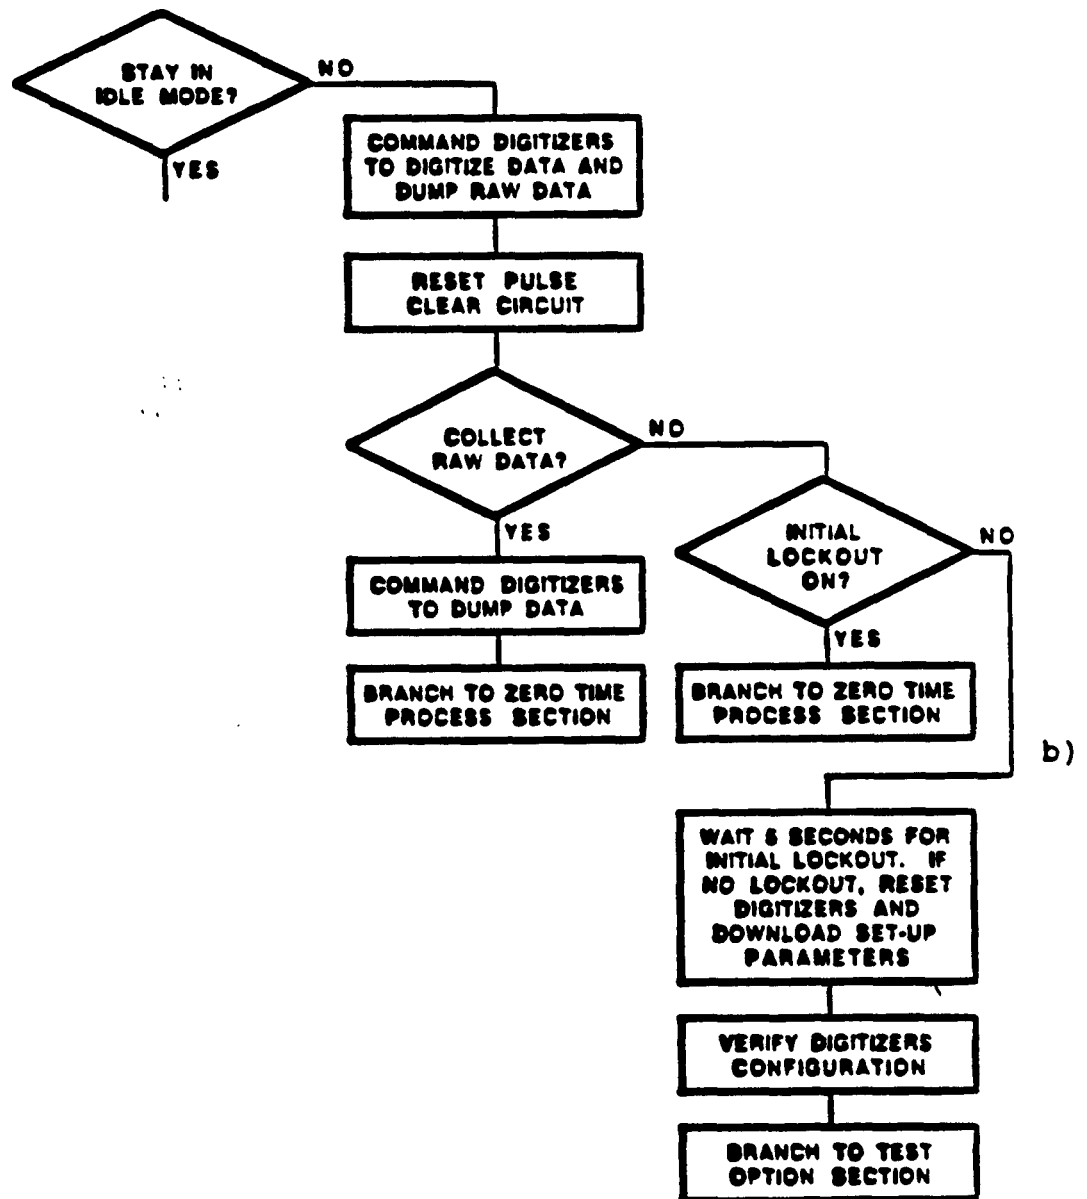 STAY IN
IDLE MODE?
NO
YES
COMMAND DIGITIZERS
TO DIGITIZE DATA AND
DUMP RAW DATA
RESET PULSE
CLEAR CIRCUIT
COLLECT
RAW DATA?
NO
YES
COMMAND DIGITIZERS
TO DUMP DATA
BRANCH TO ZERO TIME
PROCESS SECTION
INITIAL
LOCKOUT
ON?
NO
YES
BRANCH TO ZERO TIME
PROCESS SECTION
b)
WAIT 5 SECONDS FOR
INITIAL LOCKOUT. IF
NO LOCKOUT, RESET
DIGITIZERS AND
DOWNLOAD SET-UP
PARAMETERS
VERIFY DIGITIZERS
CONFIGURATION
BRANCH TO TEST
OPTION SECTION